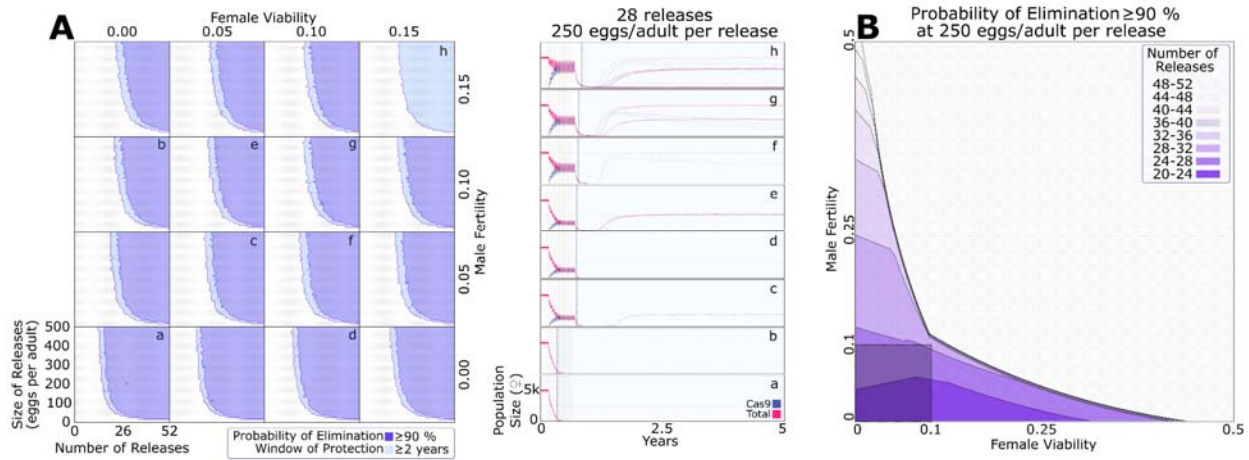 A
Female Viability
0.00 0.05 0.10 0.15
h
0.15
b e g
0.10
c f
0.05
a d
0.00
Male Fertility
Size of Releases
(eggs per adult)
500
400
300
200
100
0
0 26 52
Number of Releases
Probability of Elimination ≥90 %
Window of Protection ≥2 years
28 releases
250 eggs/adult per release
h
g
f
e
d
c
b
a
Population
Size (♀)
5k
0
Cas9
Total
0 2.5 5
Years
B
Probability of Elimination ≥90 %
at 250 eggs/adult per release
Number of
Releases
48-52
44-48
40-44
36-40
32-36
28-32
24-28
20-24
Male Fertility
0.5
0.25
0.1
0
0 0.1 0.25 0.5
Female Viability